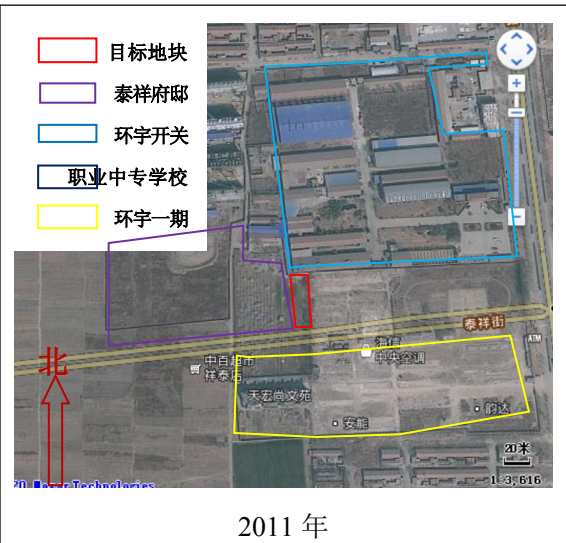 目标地块
泰祥府邸
环宇开关
职业中专学校
环宇一期
泰祥街
ATM
海信
中央空调
中百超市
祥泰店
天宏尚文苑
安能
韵达
北
20米
1:3,616
2011 年